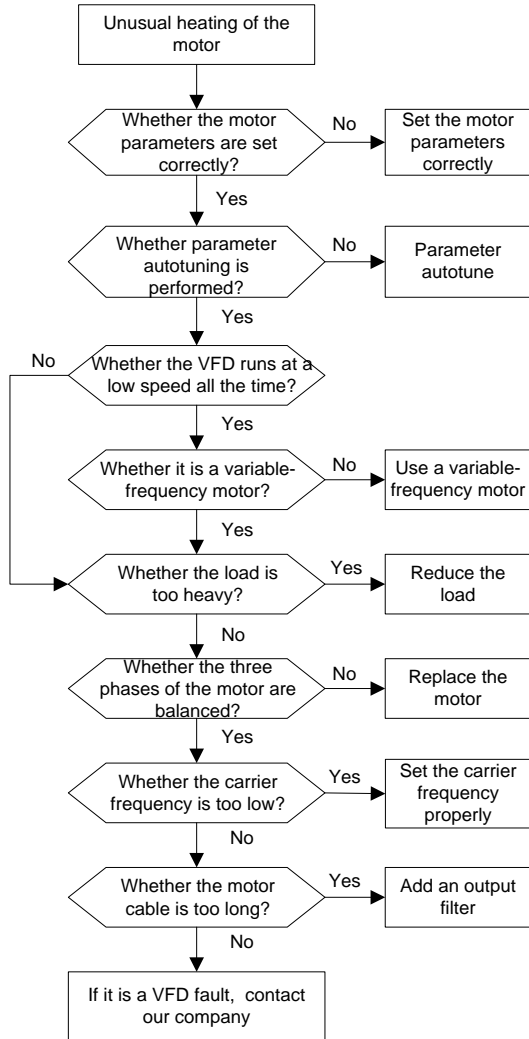 Unusual heating of the
motor
Whether the motor
parameters are set
correctly?
No
Set the motor
parameters
correctly
Yes
Whether parameter
autotuning is
performed?
No
Parameter
autotune
Yes
No
Whether the VFD runs at a
low speed all the time?
Yes
Whether it is a variable-
frequency motor?
No
Use a variable-
frequency motor
Yes
Whether the load is
too heavy?
Yes
Reduce the
load
No
Whether the three
phases of the motor are
balanced?
No
Replace the
motor
Yes
Whether the carrier
frequency is too low?
Yes
Set the carrier
frequency
properly
No
Whether the motor
cable is too long?
Yes
Add an output
filter
No
If it is a VFD fault, contact
our company